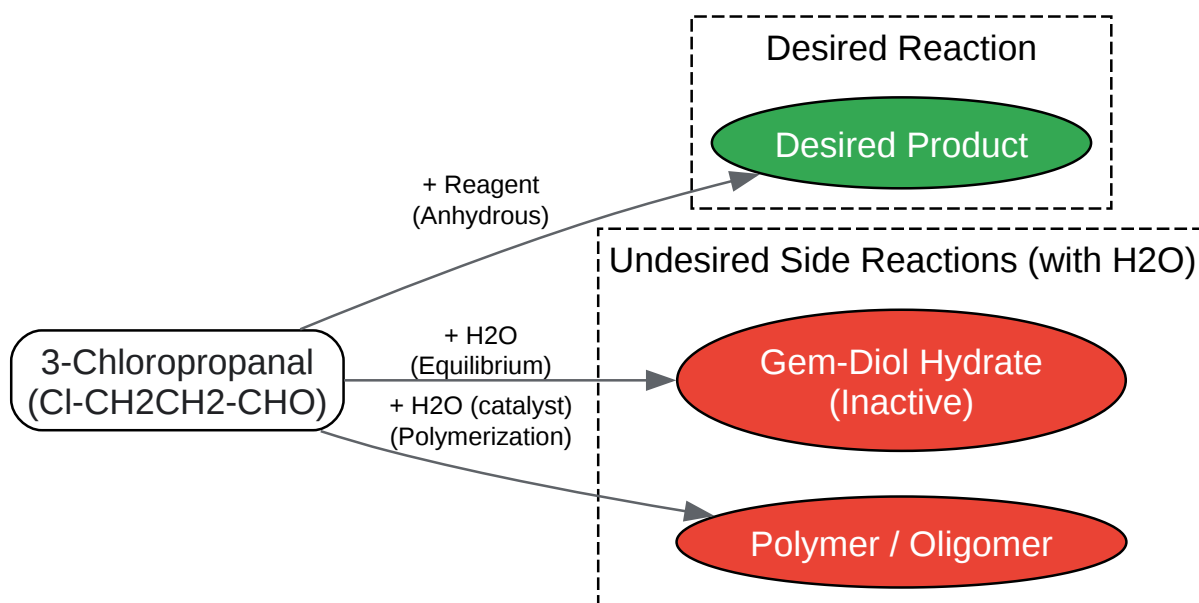 Desired Reaction
Desired Product
+ Reagent
(Anhydrous)
Undesired Side Reactions (with H2O)
3-Chloropropanal
(Cl-CH2CH2-CHO)
+ H2O
(Equilibrium)
Gem-Diol Hydrate
(Inactive)
+ H2O (catalyst)
(Polymerization)
Polymer / Oligomer